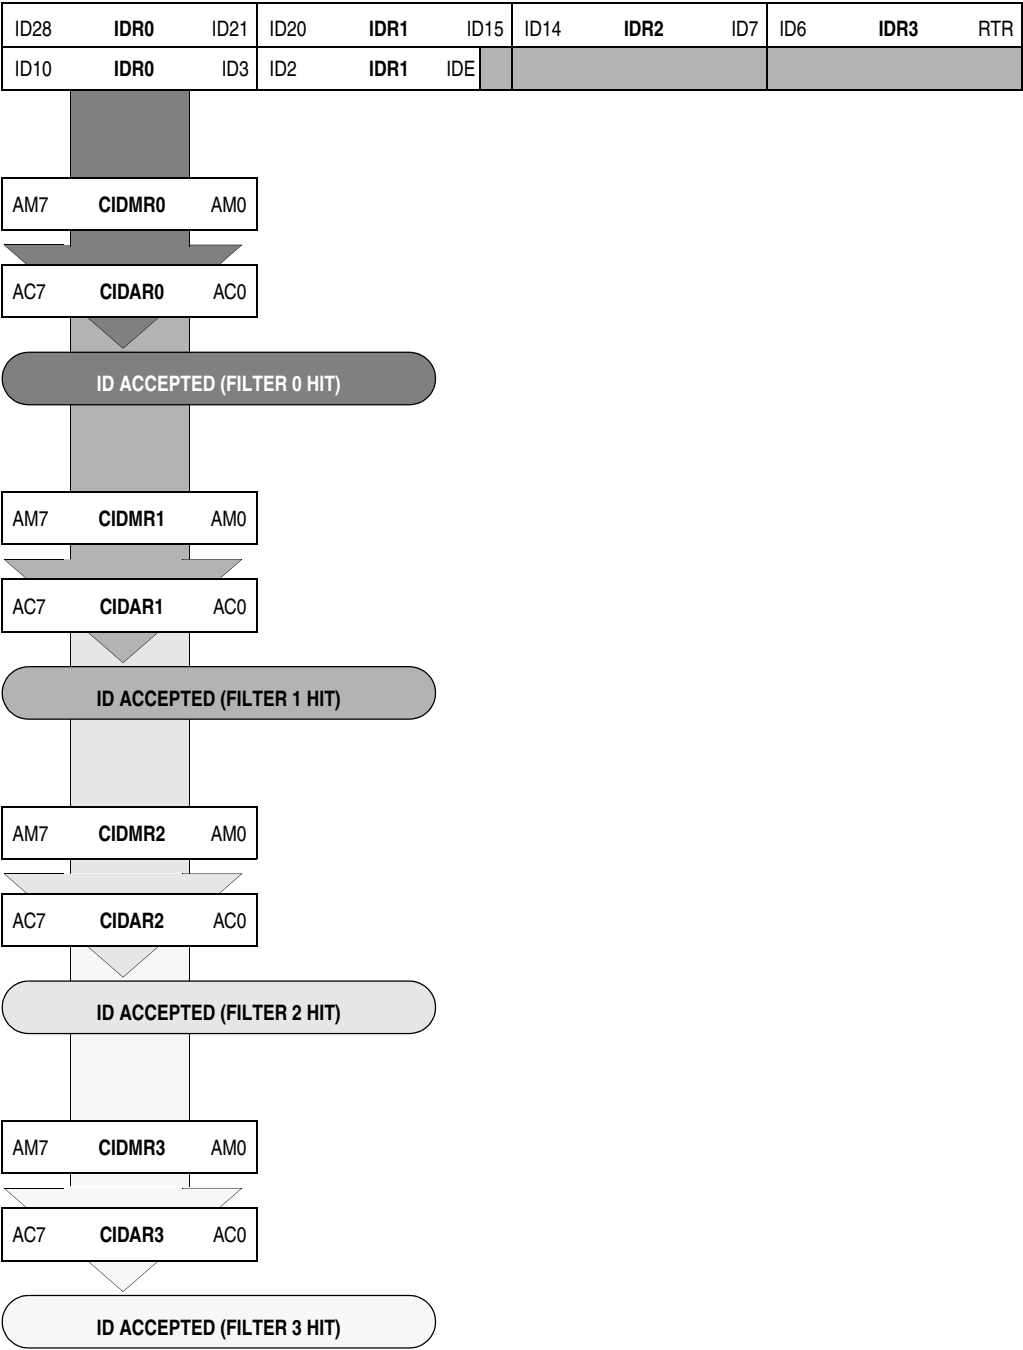 ID28 IDR0 ID21 ID20 IDR1 ID15 ID14 IDR2 ID7 ID6 IDR3 RTR
ID10 IDR0 ID3 ID2 IDR1 IDE
AM7 CIDMR0 AM0
AC7 CIDAR0 AC0
ID ACCEPTED (FILTER 0 HIT)
AM7 CIDMR1 AM0
AC7 CIDAR1 AC0
ID ACCEPTED (FILTER 1 HIT)
AM7 CIDMR2 AM0
AC7 CIDAR2 AC0
ID ACCEPTED (FILTER 2 HIT)
AM7 CIDMR3 AM0
AC7 CIDAR3 AC0
ID ACCEPTED (FILTER 3 HIT)